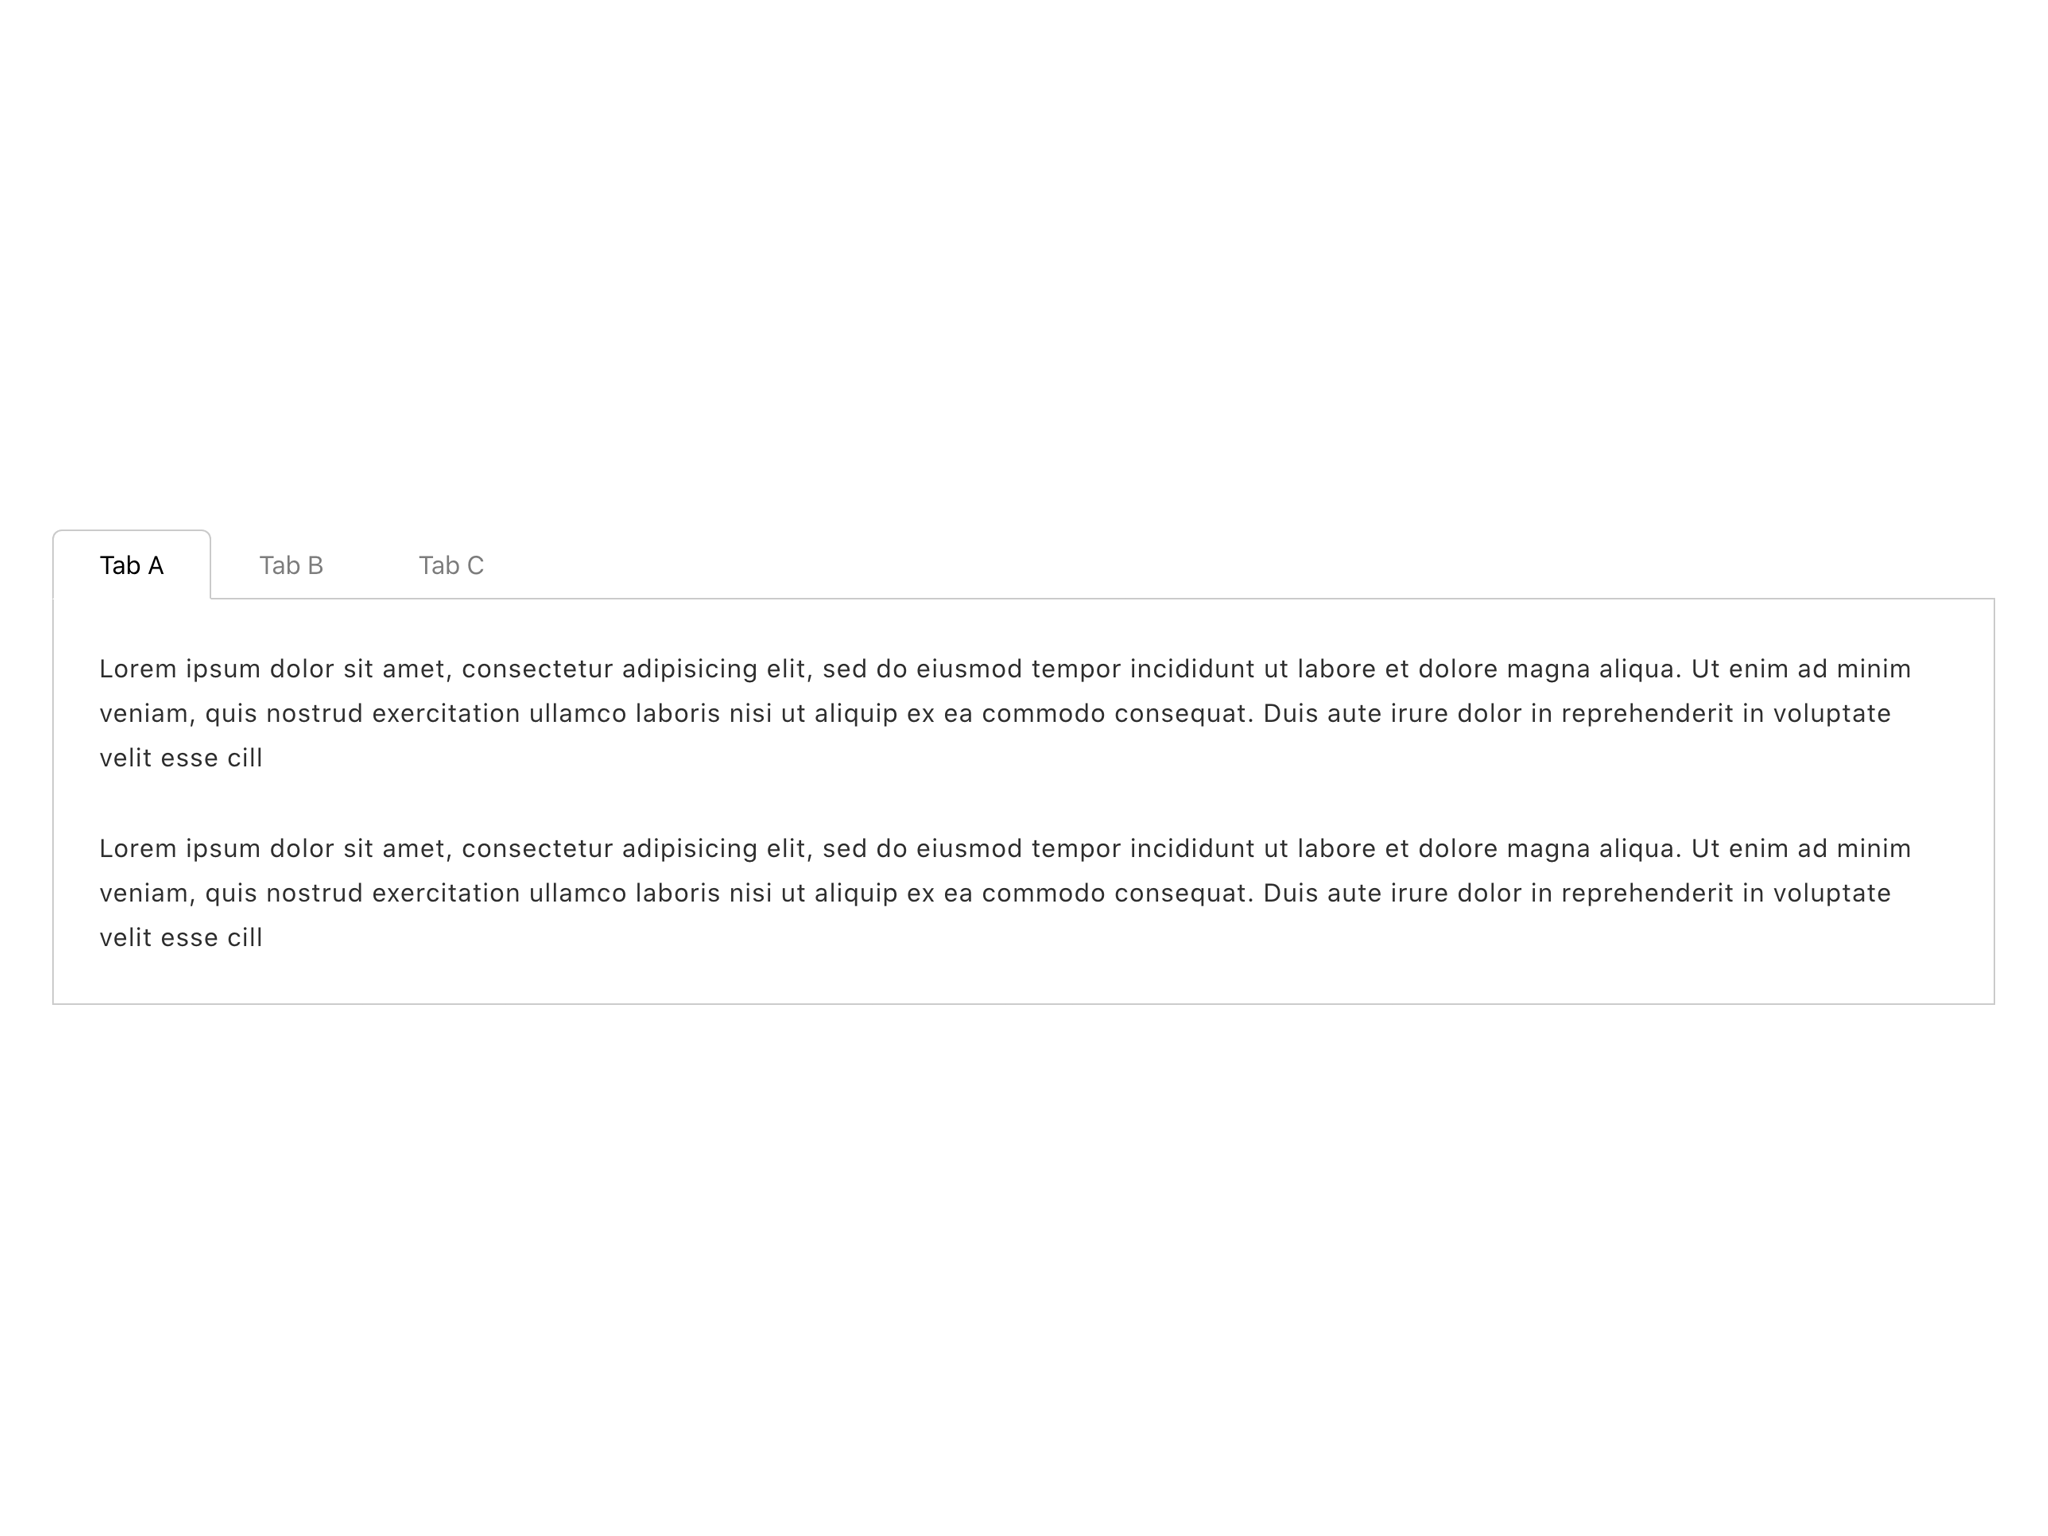 Tab A
Tab B
Tab C
Lorem ipsum dolor sit amet, consectetur adipisicing elit, sed do eiusmod tempor incididunt ut labore et dolore magna aliqua. Ut enim ad minim
veniam, quis nostrud exercitation ullamco laboris nisi ut aliquip ex ea commodo consequat. Duis aute irure dolor in reprehenderit in voluptate
velit esse cill
Lorem ipsum dolor sit amet, consectetur adipisicing elit, sed do eiusmod tempor incididunt ut labore et dolore magna aliqua. Ut enim ad minim
veniam, quis nostrud exercitation ullamco laboris nisi ut aliquip ex ea commodo consequat. Duis aute irure dolor in reprehenderit in voluptate
velit esse cill